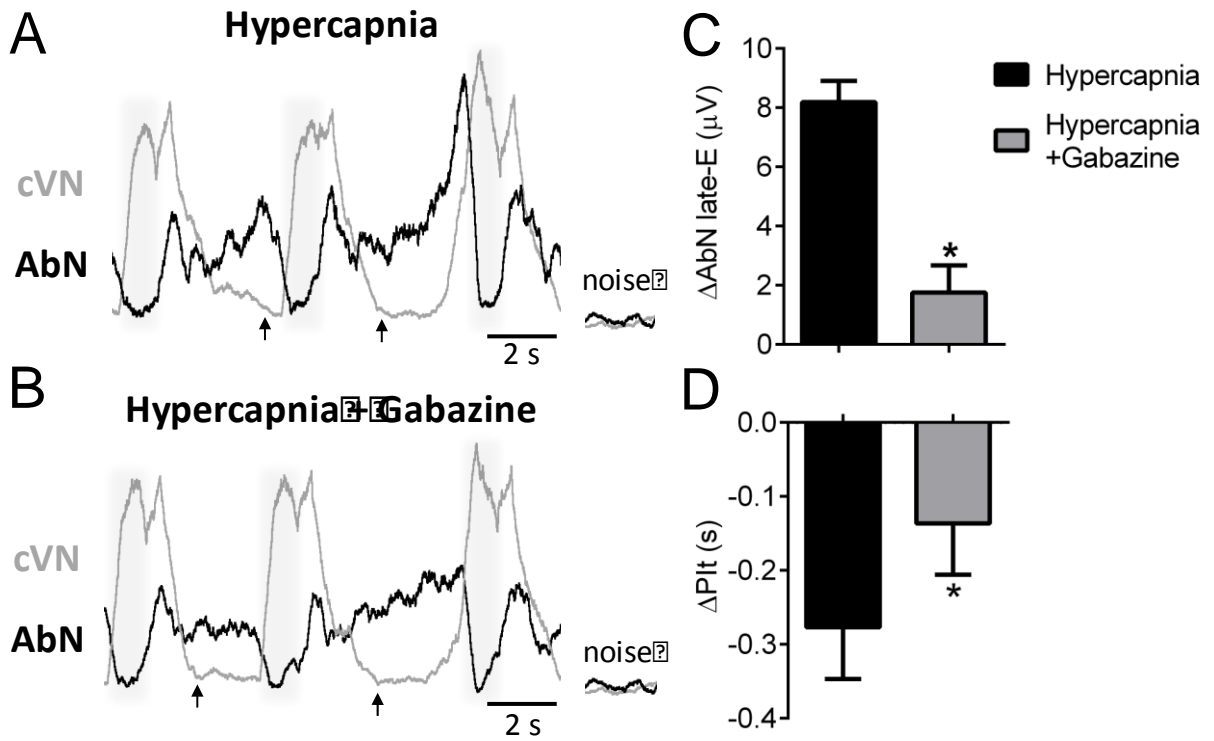 A
Hypercapnia
cVN
AbN
noise
2 s
B
Hypercapnia + Gabazine
cVN
AbN
noise
2 s
C
10
8
6
4
2
0
ΔAbN late-E (μV)
*
Hypercapnia
Hypercapnia
+Gabazine
D
0.0
-0.1
-0.2
-0.3
-0.4
ΔPIt (s)
*